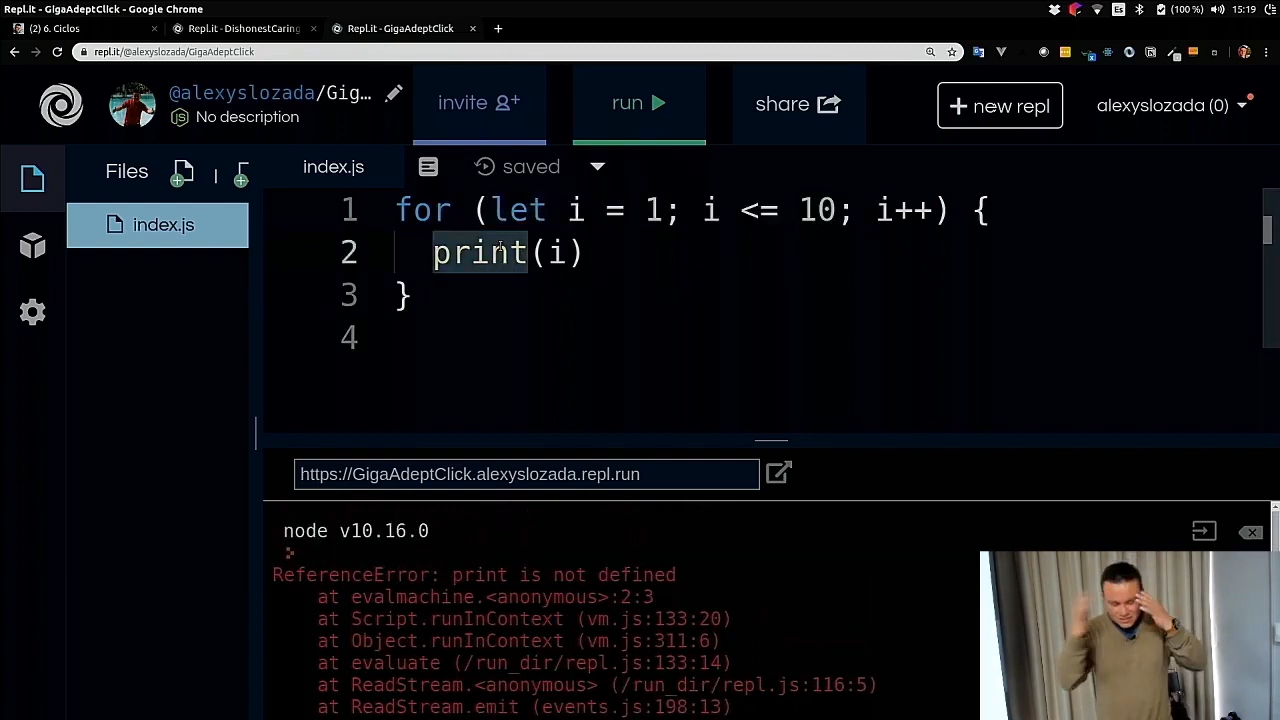 Repl.it - GigaAdeptClick - Google Chrome
Es
(100 %)
15:19
(2) 6. Ciclos
Repl.it - DishonestCaring
Repl.it - GigaAdeptClick
repl.it/@alexyslozada/GigaAdeptClick
@alexyslozada/Gig...
No description
invite
run
share
+ new repl
alexyslozada (0)
Files
index.js
saved
index.js
1 for (let i = 1; i <= 10; i++) {
2 print(i)
3 }
4
https://GigaAdeptClick.alexyslozada.repl.run
node v10.16.0
ReferenceError: print is not defined
at evalmachine.<anonymous>:2:3
at Script.runInContext (vm.js:133:20)
at Object.runInContext (vm.js:311:6)
at evaluate (/run_dir/repl.js:133:14)
at ReadStream.<anonymous> (/run_dir/repl.js:116:5)
at ReadStream.emit (events.js:198:13)